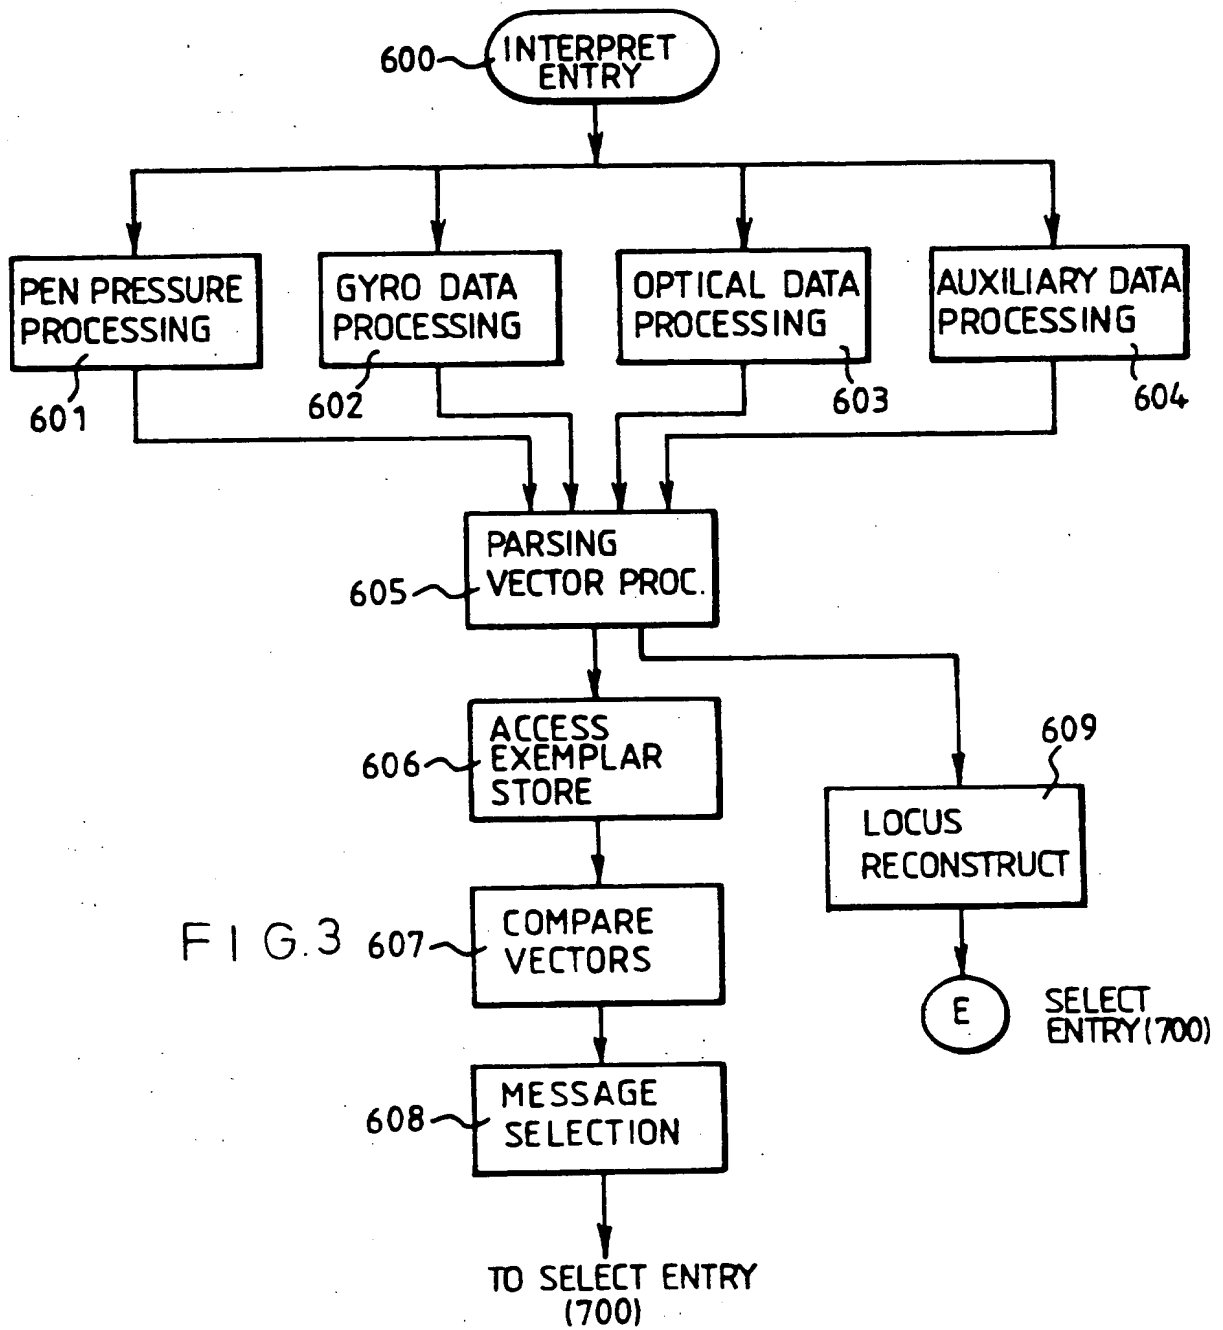 600
INTERPRET
ENTRY
PEN PRESSURE
PROCESSING
601
GYRO DATA
PROCESSING
602
OPTICAL DATA
PROCESSING
603
AUXILIARY DATA
PROCESSING
604
PARSING
VECTOR PROC.
605
ACCESS
EXEMPLAR
STORE
606
609
LOCUS
RECONSTRUCT
FIG.3
COMPARE
VECTORS
607
E
SELECT
ENTRY(700)
MESSAGE
SELECTION
608
TO SELECT ENTRY
(700)